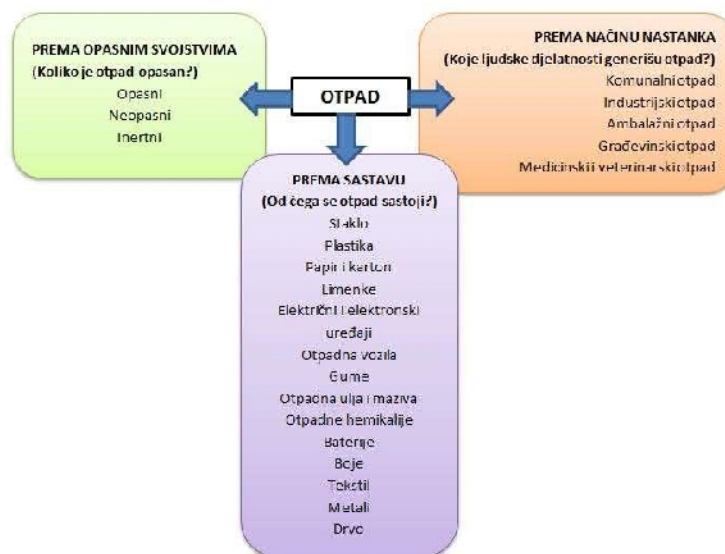 PREMA OPASNIM SVOJSTVIMA
(Koliko je otpad opasan?)
Opasni
Neopasni
Inertni
OTPAD
PREMA NAČINU NASTANKA
(Koje ljudske djelatnosti generišu otpad?)
Komunalni otpad
Industrijski otpad
Ambalažni otpad
Građevinski otpad
Medicinski i veterinarski otpad
PREMA SASTAVU
(Od čega se otpad sastoji?)
Staklo
Plastika
Papir i karton
Limenke
Električni i elektronski
uređaji
Otpadna vozila
Gume
Otpadna ulja i maziva
Otpadne hemikalije
Baterije
Boje
Tekstil
Metali
Drvo